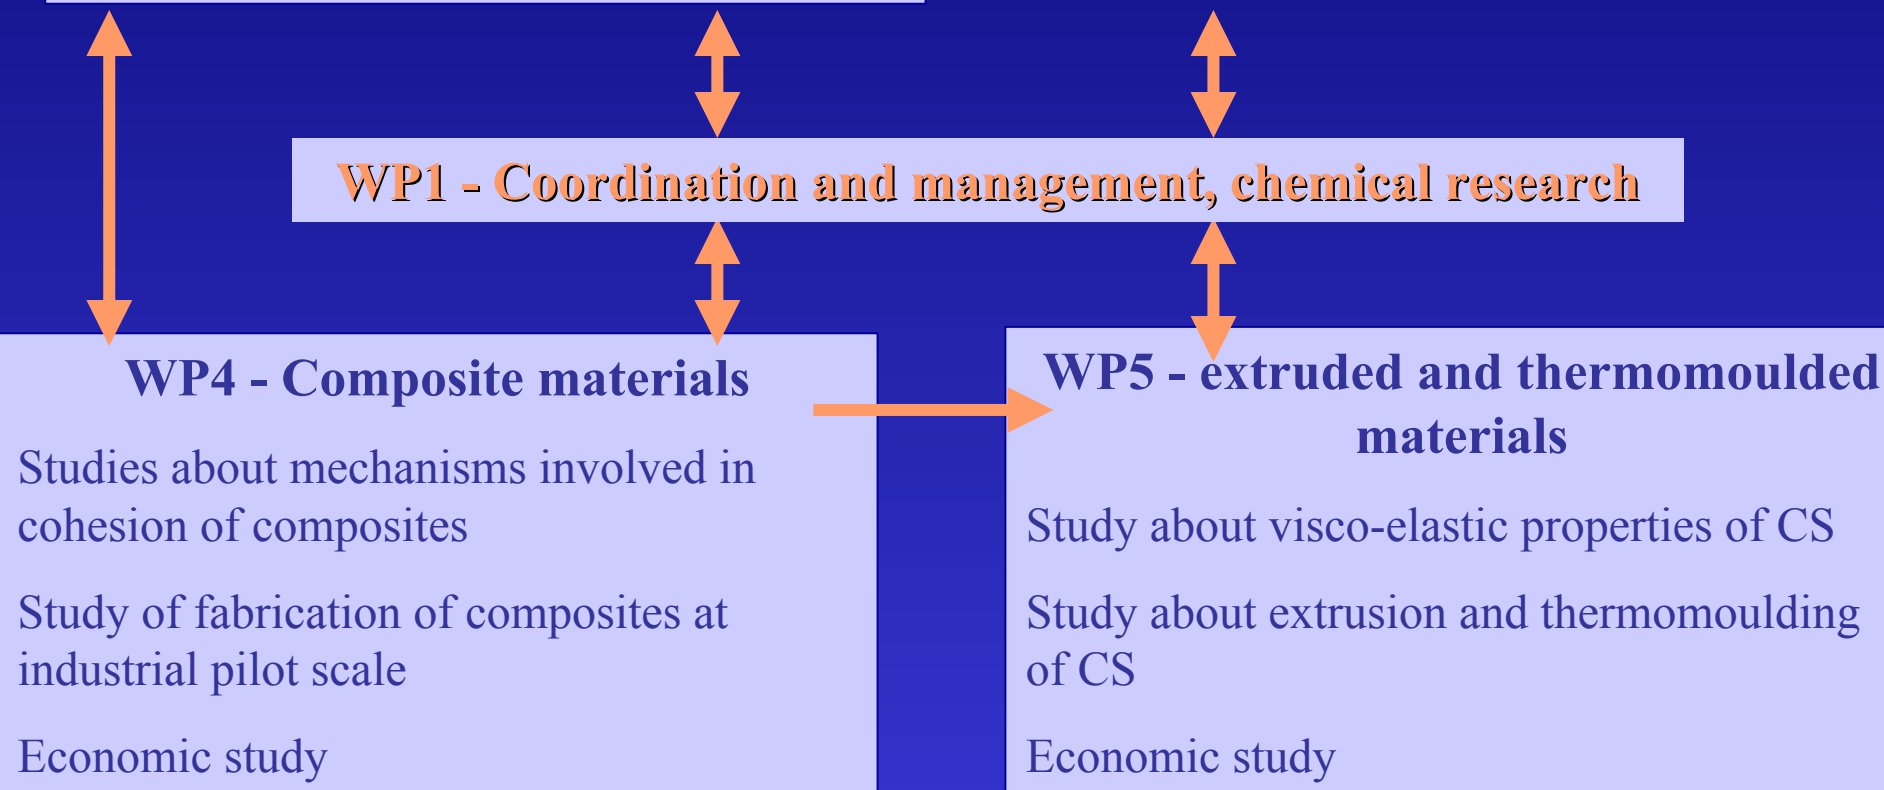 WP1 - Coordination and management, chemical research
WP4 - Composite materials
Studies about mechanisms involved in
cohesion of composites
Study of fabrication of composites at
industrial pilot scale
Economic study
WP5 - extruded and thermomoulded
materials
Study about visco-elastic properties of CS
Study about extrusion and thermomoulding
of CS
Economic study